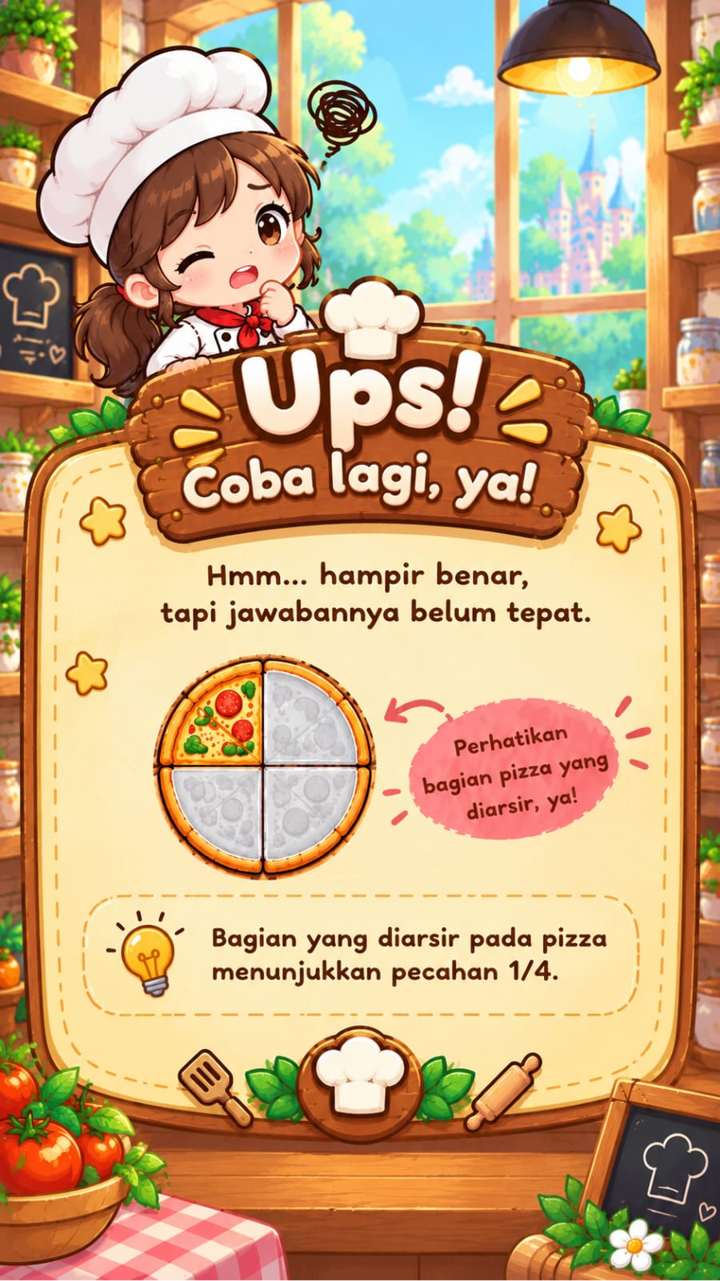 Ups!
Coba lagi, ya!
Hmm... hampir benar,
tapi jawabannya belum tepat.
Perhatikan
bagian pizza yang
diarsir, ya!
Bagian yang diarsir pada pizza
menunjukkan pecahan 1/4.